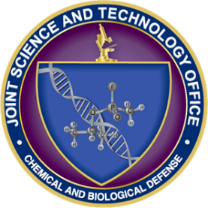 JOINT SCIENCE AND TECHNOLOGY OFFICE
CHEMICAL AND BIOLOGICAL DEFENSE